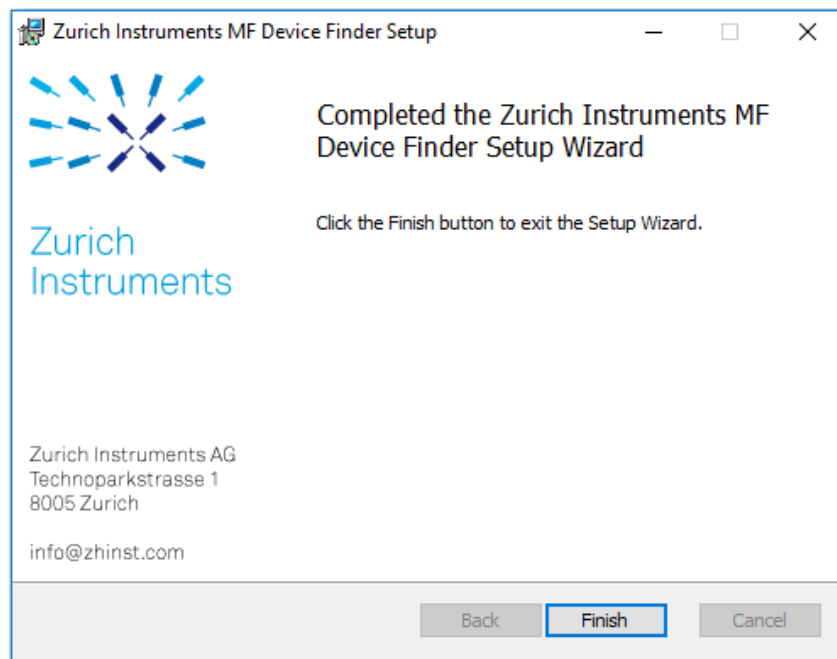 Zurich Instruments MF Device Finder Setup
Completed the Zurich Instruments MF
Device Finder Setup Wizard
Click the Finish button to exit the Setup Wizard.
Zurich
Instruments
Zurich Instruments AG
Technoparkstrasse 1
8005 Zurich
info@zhinst.com
Back
Finish
Cancel